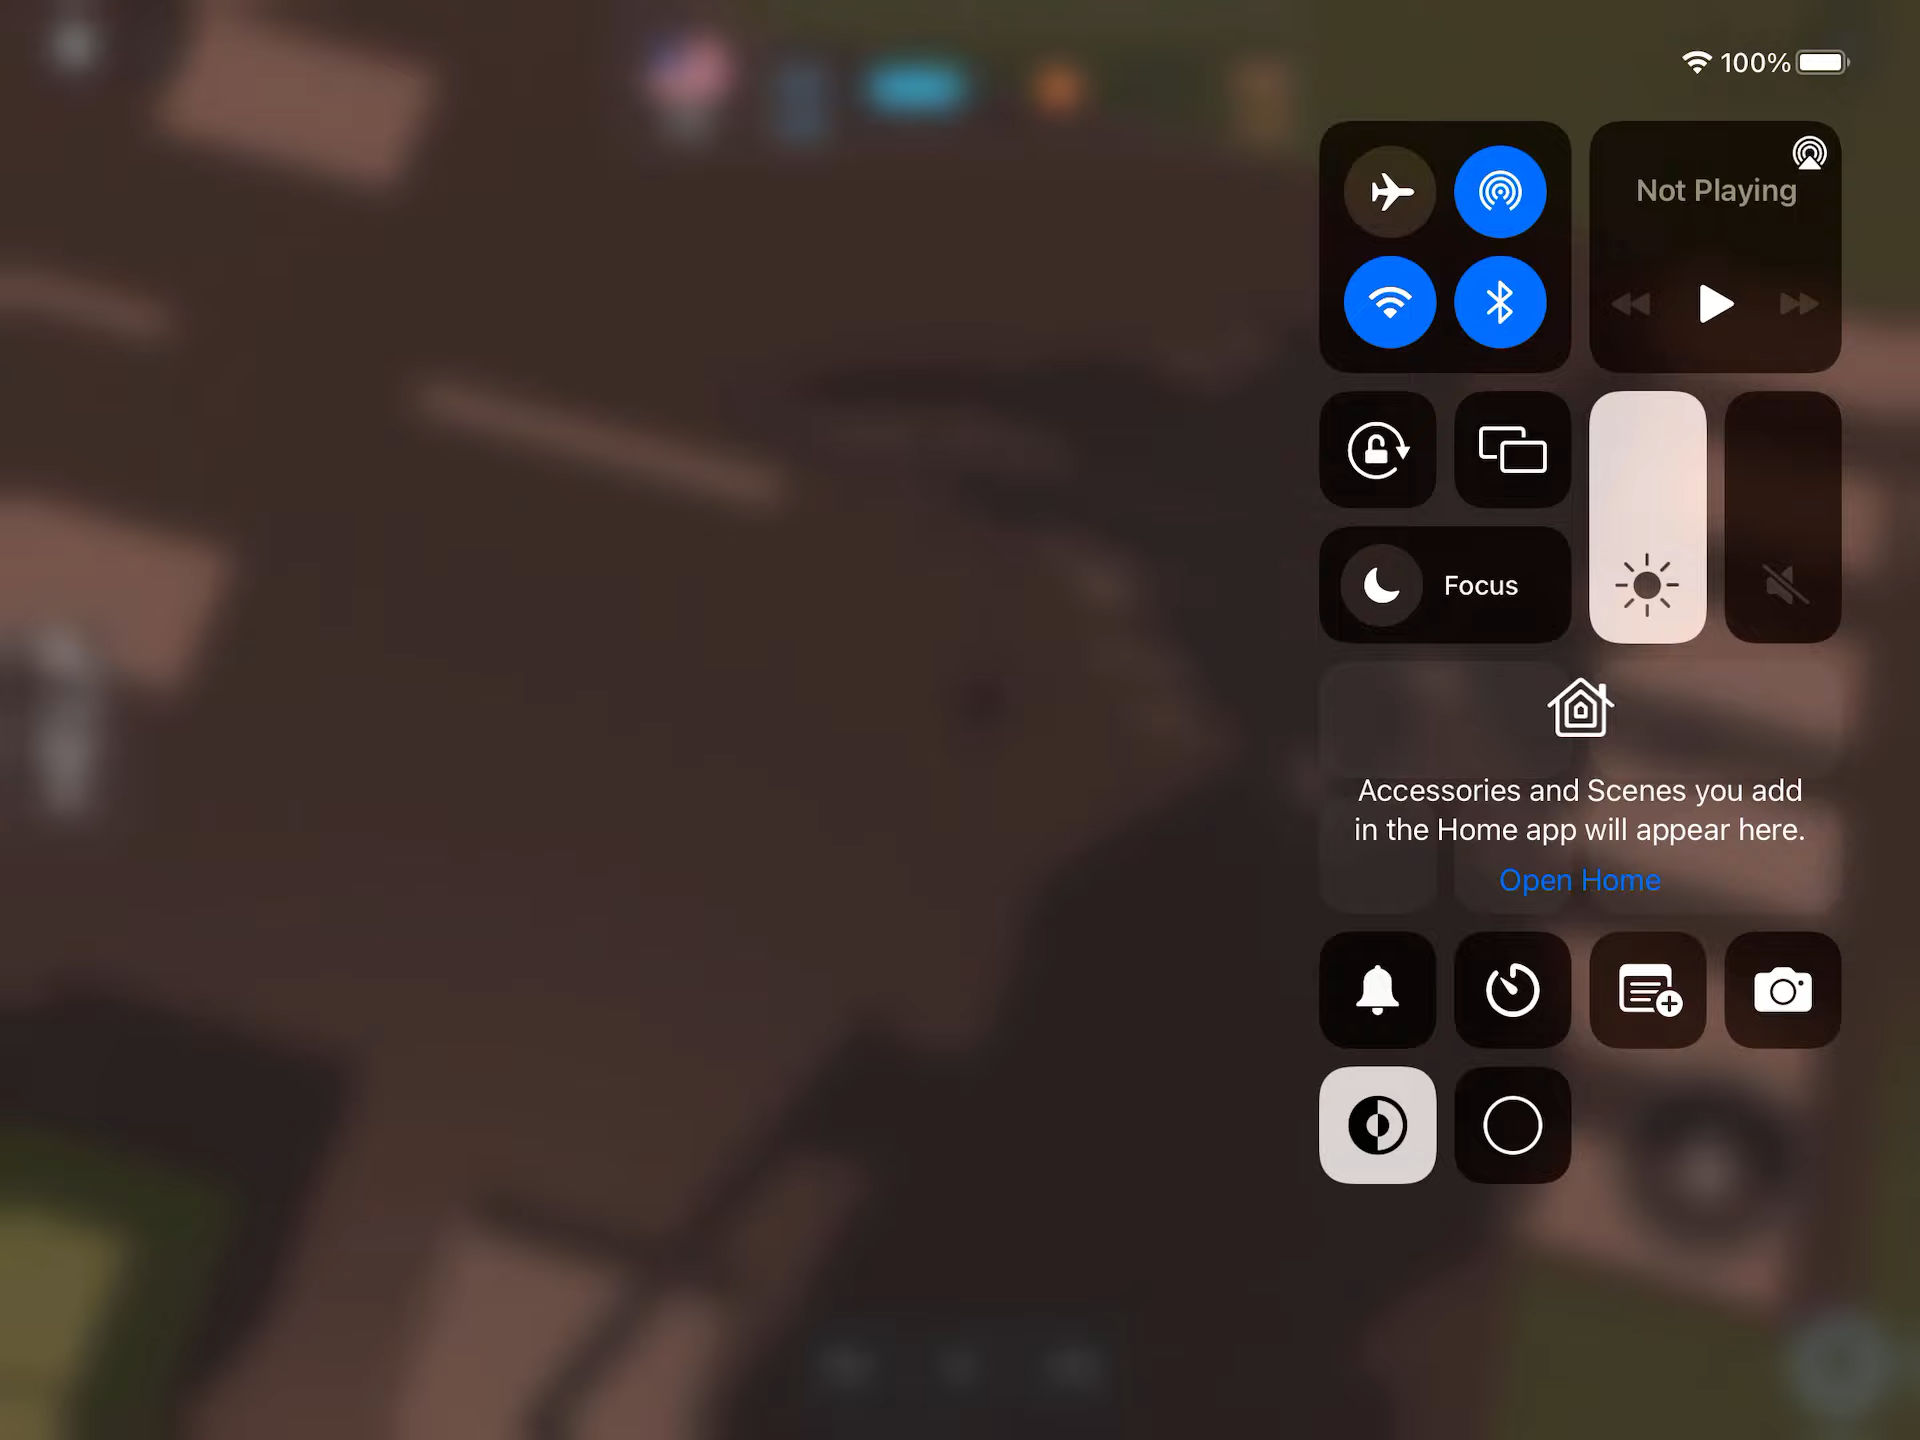 100%
Not Playing
Focus
Accessories and Scenes you add
in the Home app will appear here.
Open Home